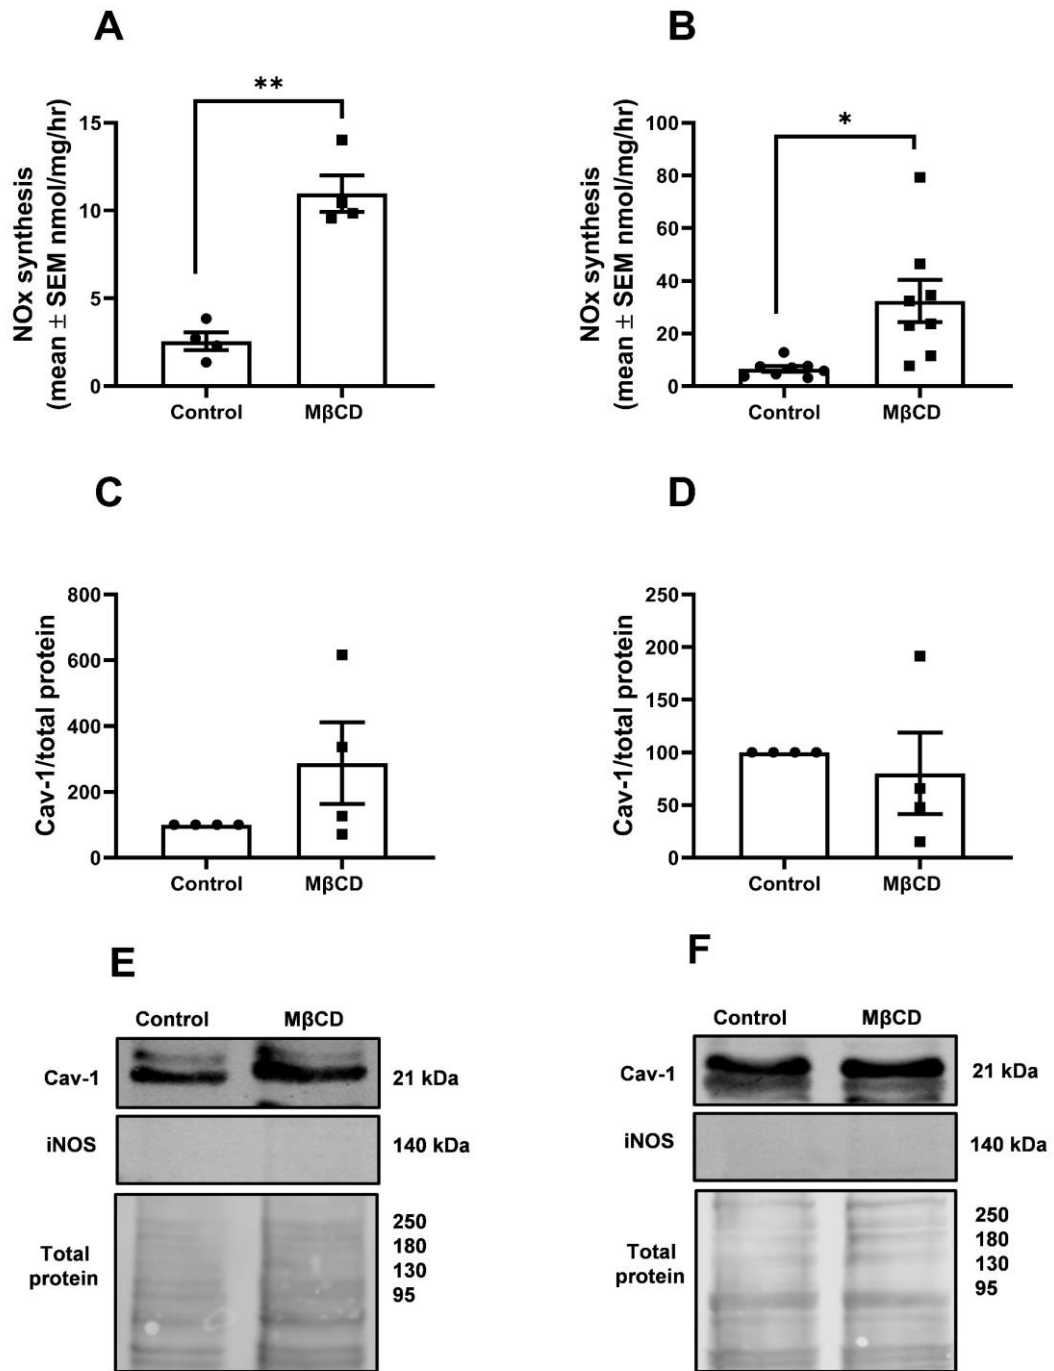 A
B
NOx synthesis
(mean ± SEM nmol/mg/hr)
15
10
5
0
**
Control
MβCD
NOx synthesis
(mean ± SEM nmol/mg/hr)
100
80
60
40
20
0
*
Control
MβCD
C
D
Cav-1/total protein
800
600
400
200
0
Control
MβCD
Cav-1/total protein
250
200
150
100
50
0
Control
MβCD
E
Control
MβCD
Cav-1
21 kDa
iNOS
140 kDa
Total
protein
250
180
130
95
F
Control
MβCD
Cav-1
21 kDa
iNOS
140 kDa
Total
protein
250
180
130
95